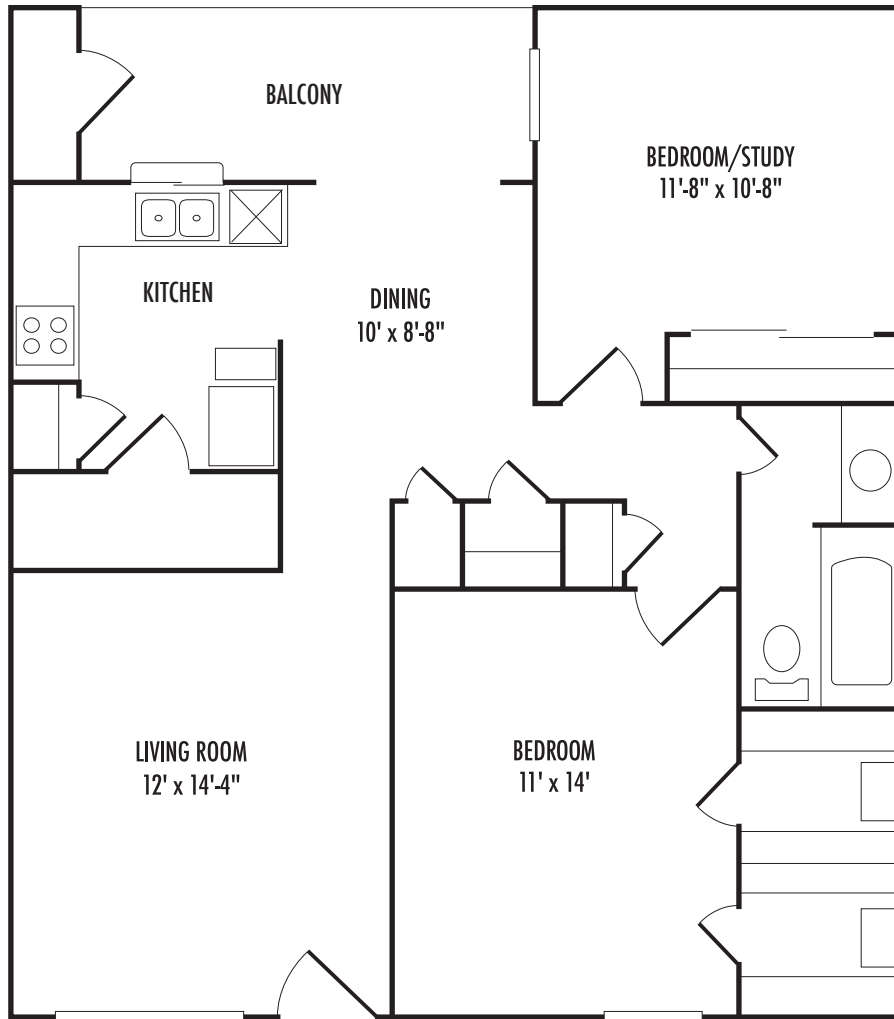 BALCONY
BEDROOM/STUDY
11'-8" x 10'-8"
KITCHEN
DINING
10' x 8'-8"
LIVING ROOM
12' x 14'-4"
BEDROOM
11' x 14'